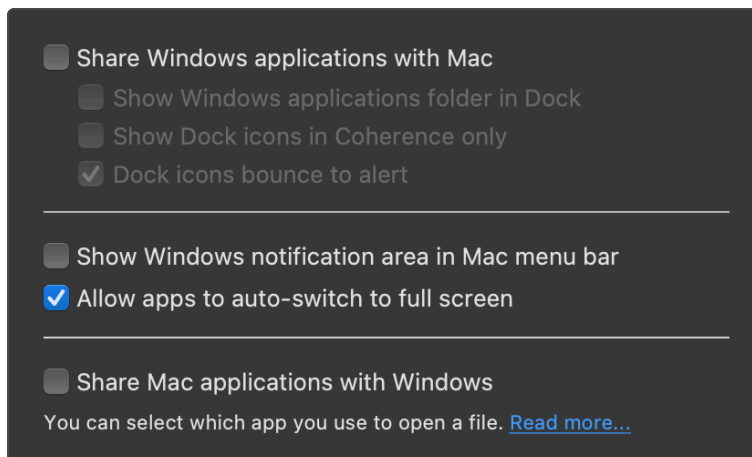 Share Windows applications with Mac
Show Windows applications folder in Dock
Show Dock icons in Coherence only
Dock icons bounce to alert
Show Windows notification area in Mac menu bar
Allow apps to auto-switch to full screen
Share Mac applications with Windows
You can select which app you use to open a file. Read more...